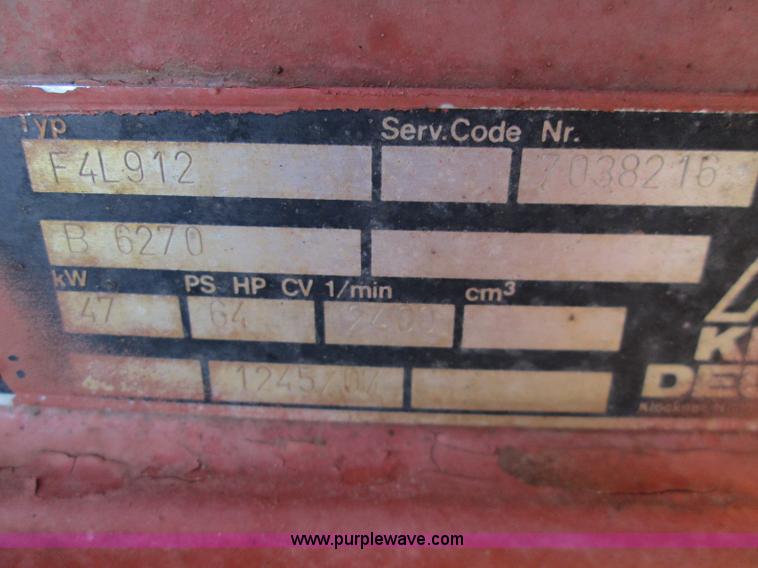 Typ Serv.Code Nr.
F4L912 7038216
B 6270
kW PS HP CV 1/min cm³
47 64 2400
1245/07
www.purplewave.com